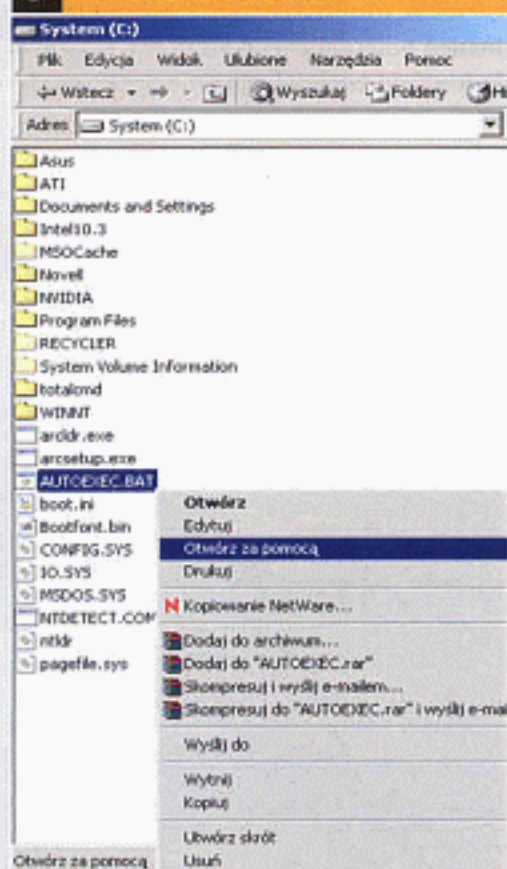 System (C:)
Plik Edycja Widok Ulubione Narzędzia Pomoc
Wstecz Wyszukaj Foldery
Adres System (C:)
Asus
ATI
Documents and Settings
Intel10.3
MSOCache
Novell
NVIDIA
Program Files
RECYCLER
System Volume Information
totalcmd
WINNT
arcldr.exe
arcsetup.exe
AUTOEXEC.BAT
boot.ini
Bootfont.bin
CONFIG.SYS
IO.SYS
MSDOS.SYS
NTDETECT.COM
ntldr
pagefile.sys
Otwórz
Edytuj
Otwórz za pomocą
Drukuj
Kopiowanie NetWare...
Dodaj do archiwum...
Dodaj do "AUTOEXEC.rar"
Skompresuj i wyślij e-mailem...
Skompresuj do "AUTOEXEC.rar" i wyślij e-mai
Wyślij do
Wytnij
Kopiuj
Utwórz skrót
Usuń
Otwórz za pomocą